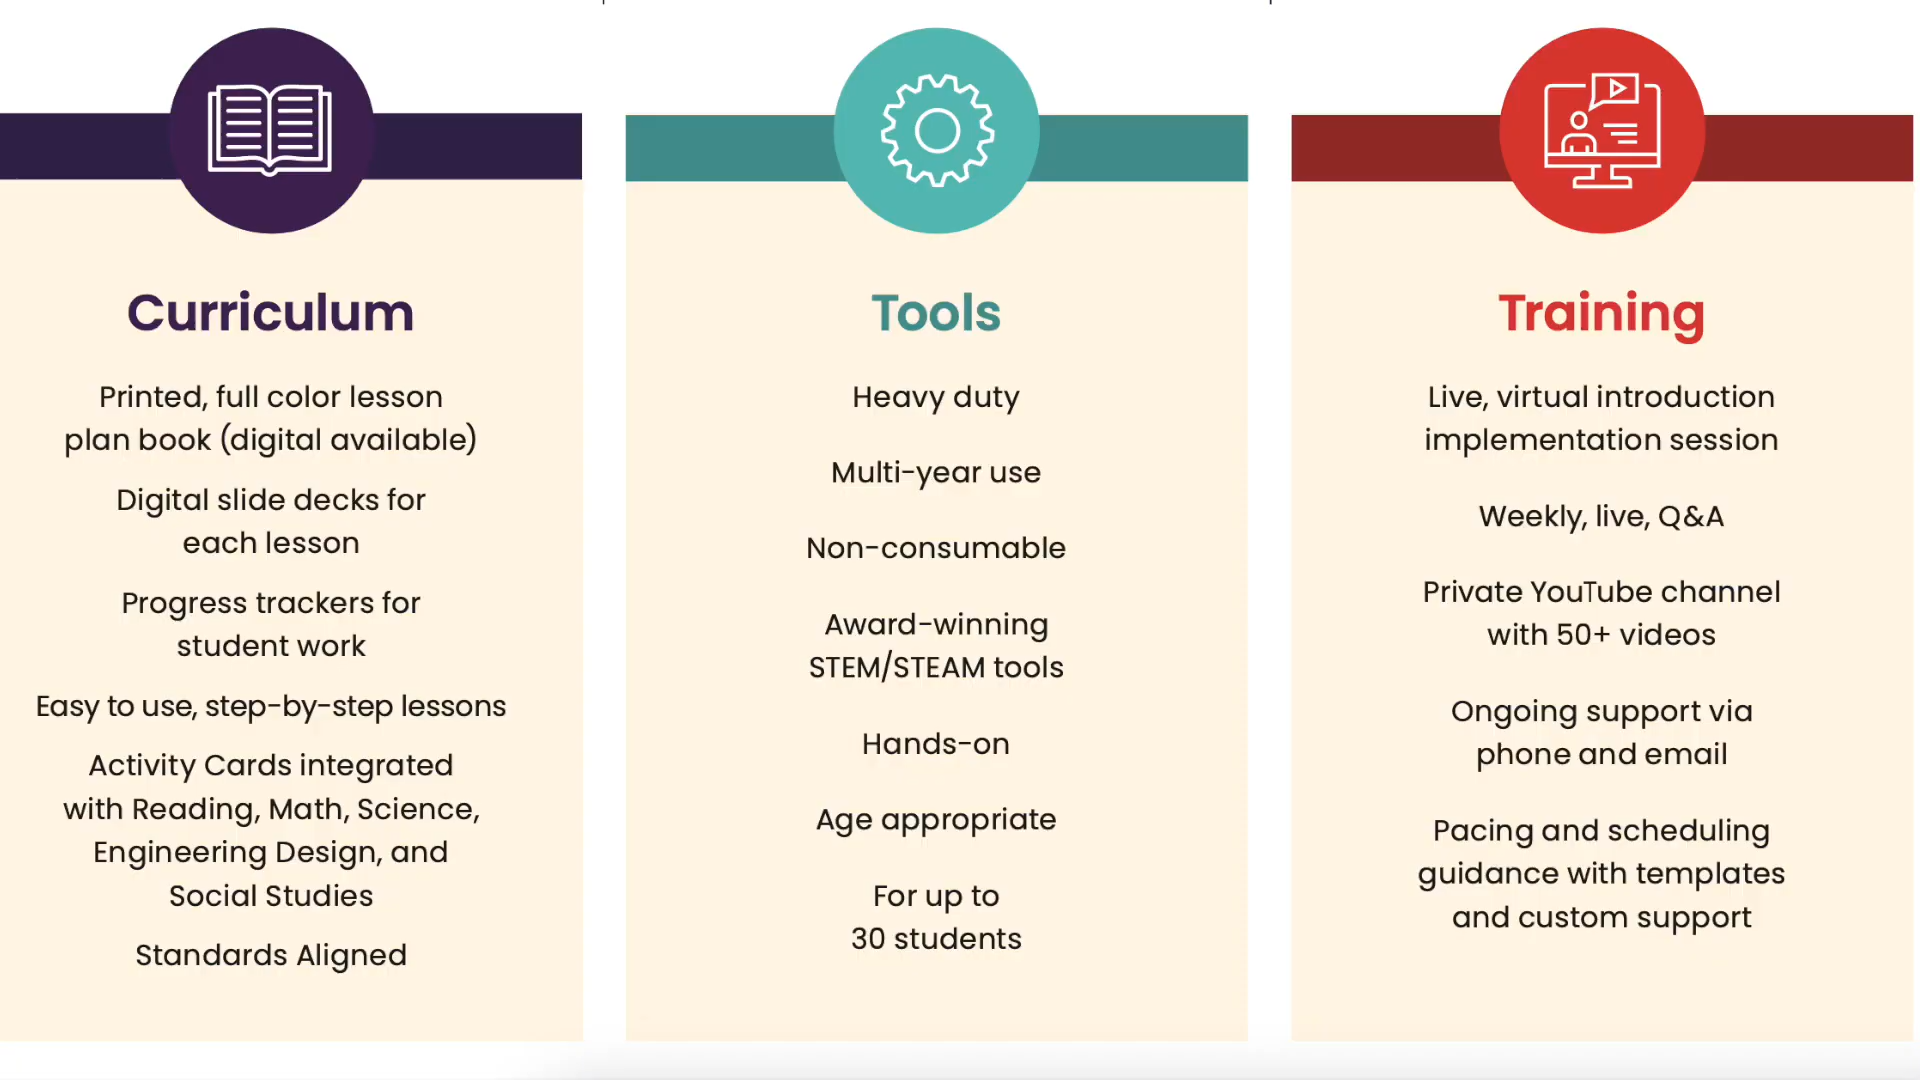 Curriculum
Printed, full color lesson
plan book (digital available)
Digital slide decks for
each lesson
Progress trackers for
student work
Easy to use, step-by-step lessons
Activity Cards integrated
with Reading, Math, Science,
Engineering Design, and
Social Studies
Standards Aligned
Tools
Heavy duty
Multi-year use
Non-consumable
Award-winning
STEM/STEAM tools
Hands-on
Age appropriate
For up to
30 students
Training
Live, virtual introduction
implementation session
Weekly, live, Q&A
Private YouTube channel
with 50+ videos
Ongoing support via
phone and email
Pacing and scheduling
guidance with templates
and custom support